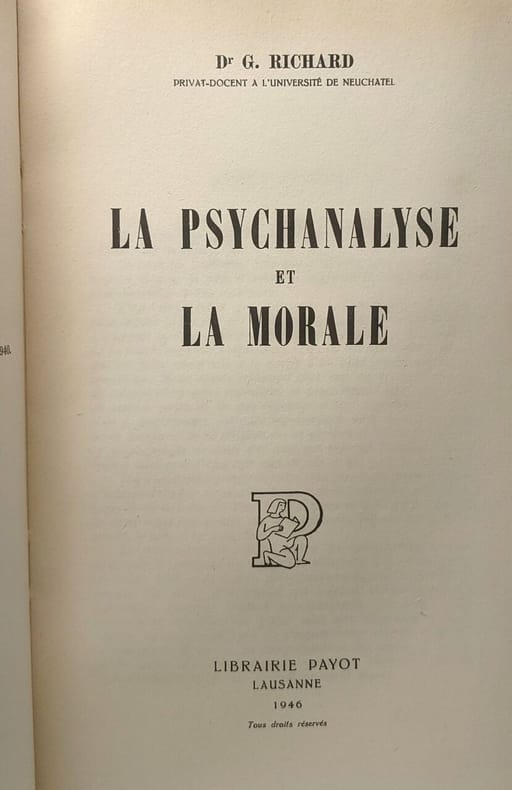 Dr G. RICHARD
PRIVAT-DOCENT A L'UNIVERSITÉ DE NEUCHATEL
LA PSYCHANALYSE
ET
LA MORALE
P
LIBRAIRIE PAYOT
LAUSANNE
1946
Tous droits réservés
940.